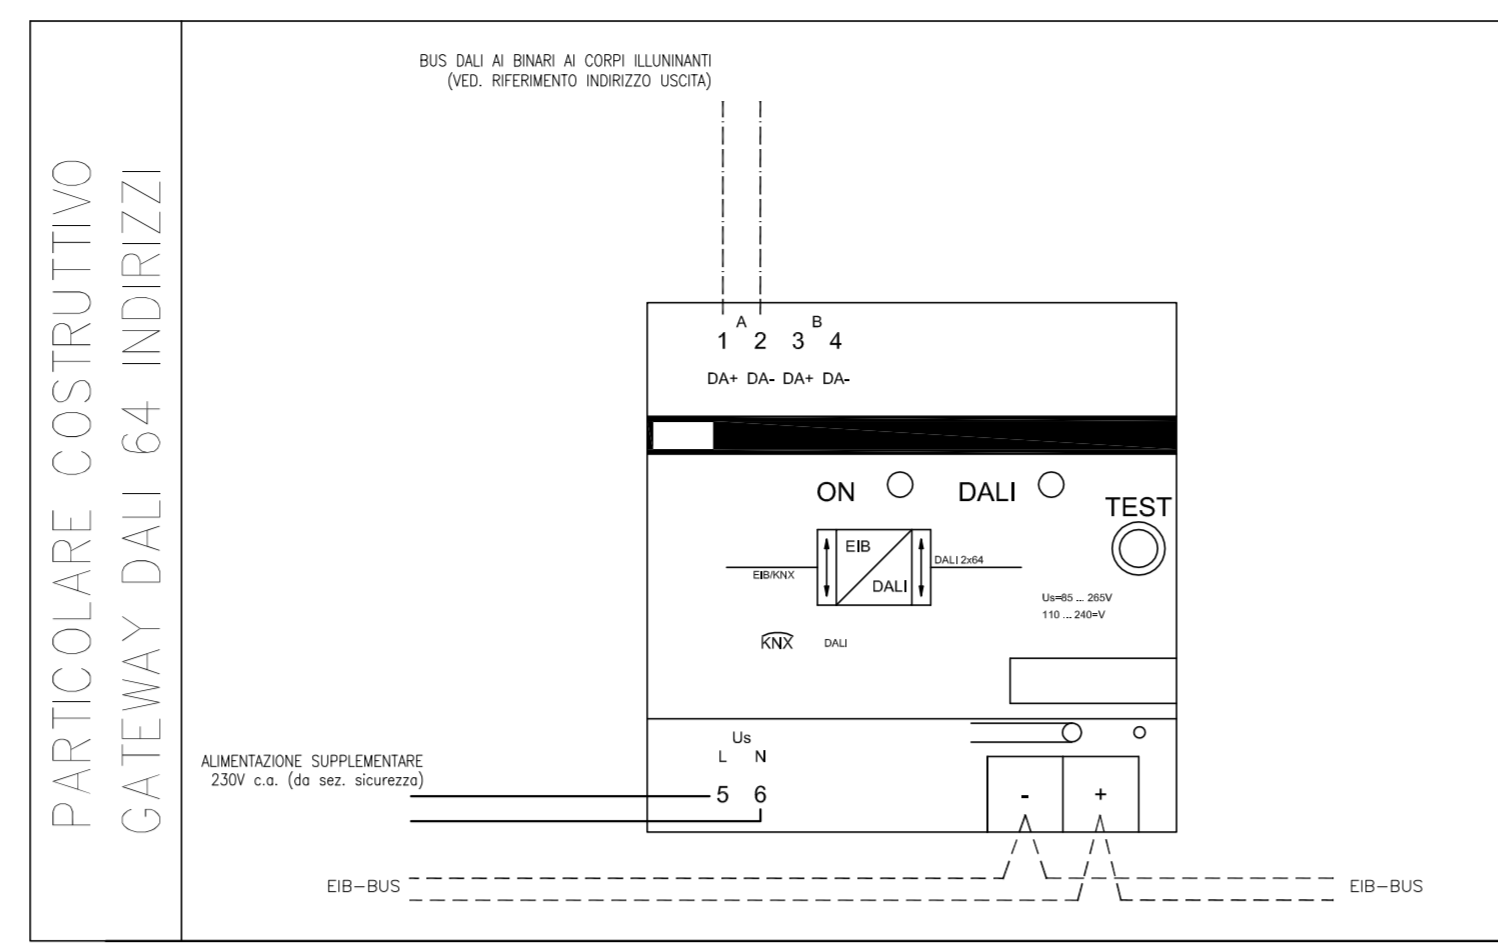 PARTICOLARE COSTRUTTIVO
GATEWAY DALI 64 INDIRIZZI
BUS DALI AI BINARI AI CORPI ILLUNINANTI
(VED. RIFERIMENTO INDIRIZZO USCITA)
A B
1 2 3 4
DA+ DA- DA+ DA-
ON DALI
TEST
EIB
DALI
EIB/KNX
DALI 2x64
Us=85 ... 265V
110 ... 240=V
KNX DALI
Us
L N
5 6
ALIMENTAZIONE SUPPLEMENTARE
230V c.a. (da sez. sicurezza)
- +
EIB-BUS
EIB-BUS